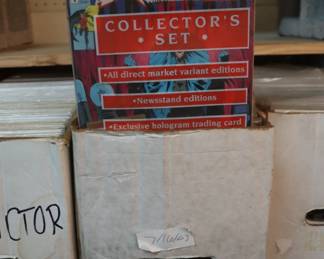 COLLECTOR'S
• SET •
• All direct market variant editions
• Newsstand editions
• Exclusive hologram trading card
CTOR